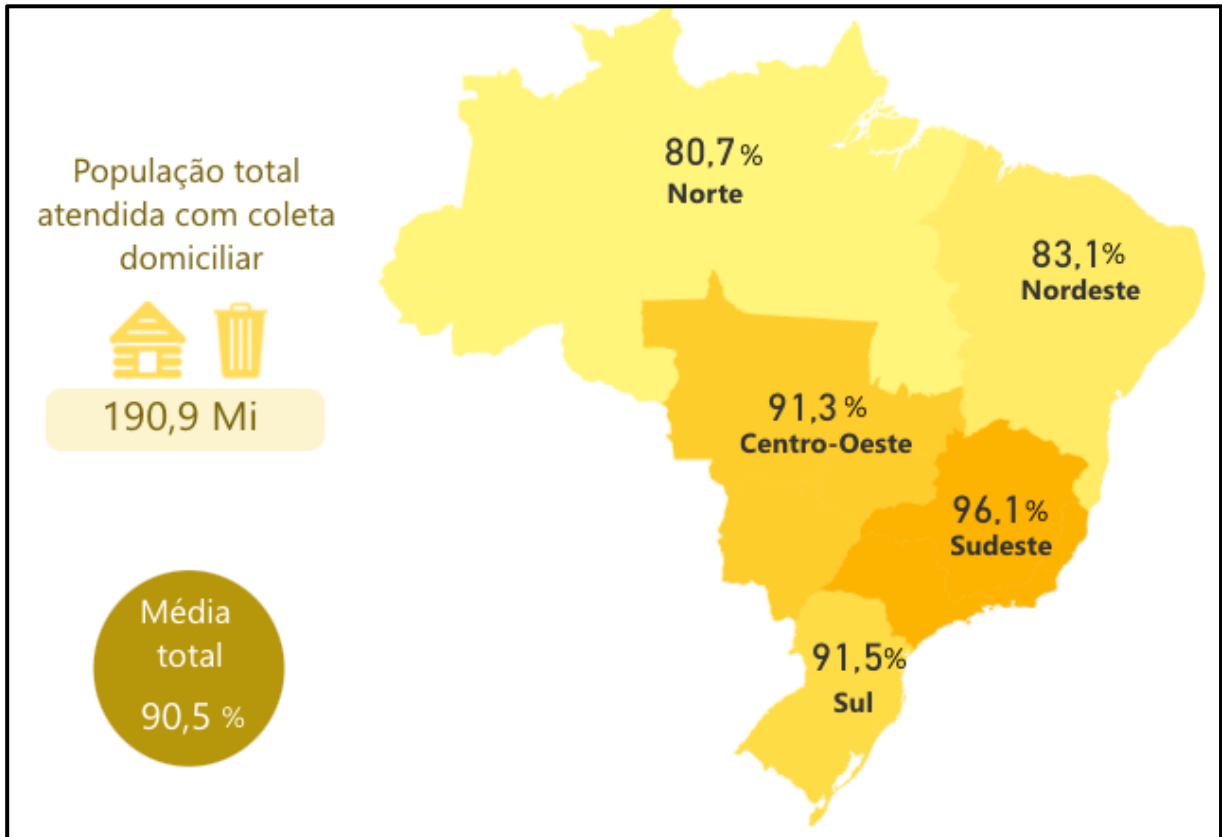 População total
atendida com coleta
domiciliar
190,9 Mi
Média
total
90,5 %
80,7 %
Norte
83,1%
Nordeste
91,3 %
Centro-Oeste
96,1%
Sudeste
91,5%
Sul